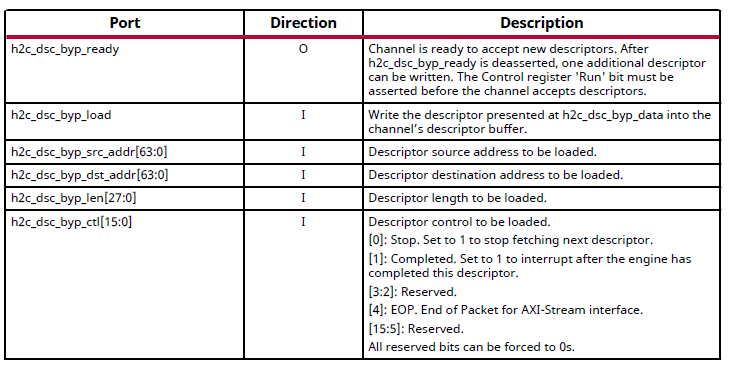 Port Direction Description
h2c_dsc_byp_ready O Channel is ready to accept new descriptors. After
h2c_dsc_byp_ready is deasserted, one additional descriptor
can be written. The Control register 'Run' bit must be
asserted before the channel accepts descriptors.
h2c_dsc_byp_load I Write the descriptor presented at h2c_dsc_byp_data into the
channel’s descriptor buffer.
h2c_dsc_byp_src_addr[63:0] I Descriptor source address to be loaded.
h2c_dsc_byp_dst_addr[63:0] I Descriptor destination address to be loaded.
h2c_dsc_byp_len[27:0] I Descriptor length to be loaded.
h2c_dsc_byp_ctl[15:0] I Descriptor control to be loaded.
[0]: Stop. Set to 1 to stop fetching next descriptor.
[1]: Completed. Set to 1 to interrupt after the engine has
completed this descriptor.
[3:2]: Reserved.
[4]: EOP. End of Packet for AXI-Stream interface.
[15:5]: Reserved.
All reserved bits can be forced to 0s.